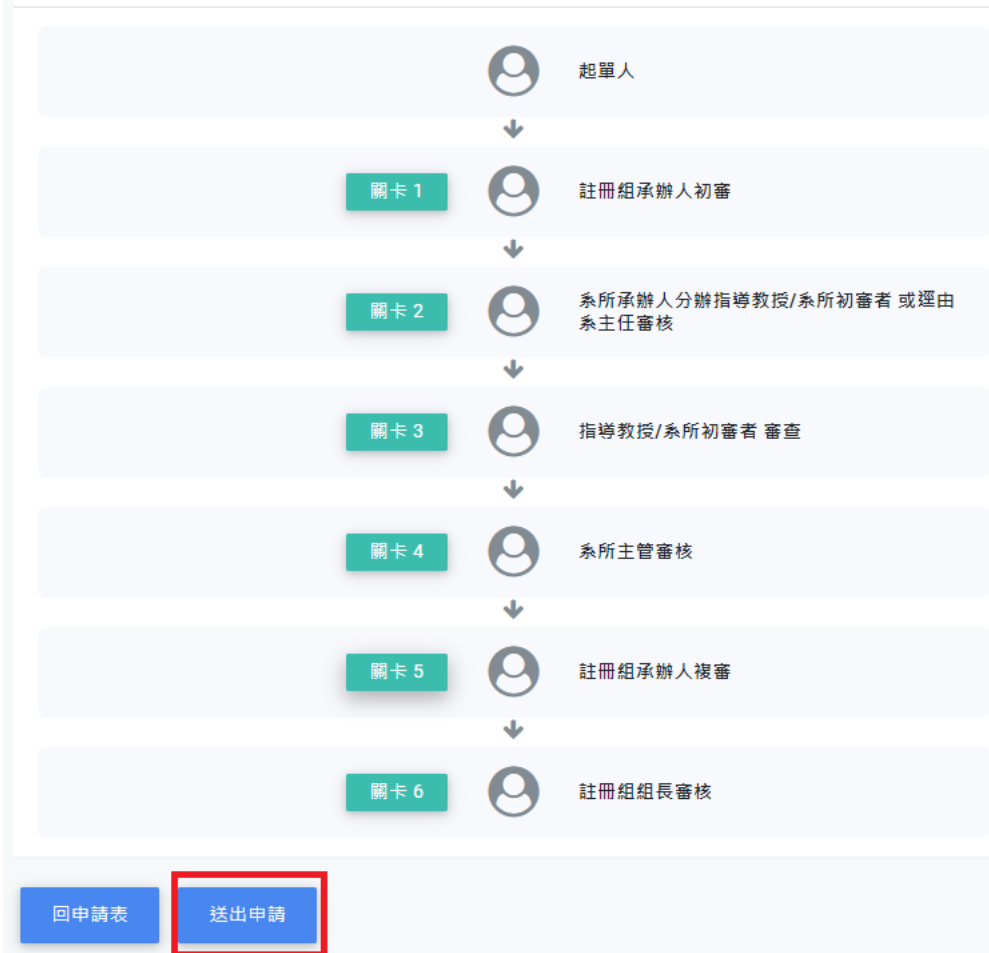 起單人
關卡 1
註冊組承辦人初審
關卡 2
系所承辦人分辦指導教授/系所初審者 或逕由
系主任審核
關卡 3
指導教授/系所初審者 審查
關卡 4
系所主管審核
關卡 5
註冊組承辦人複審
關卡 6
註冊組組長審核
回申請表
送出申請